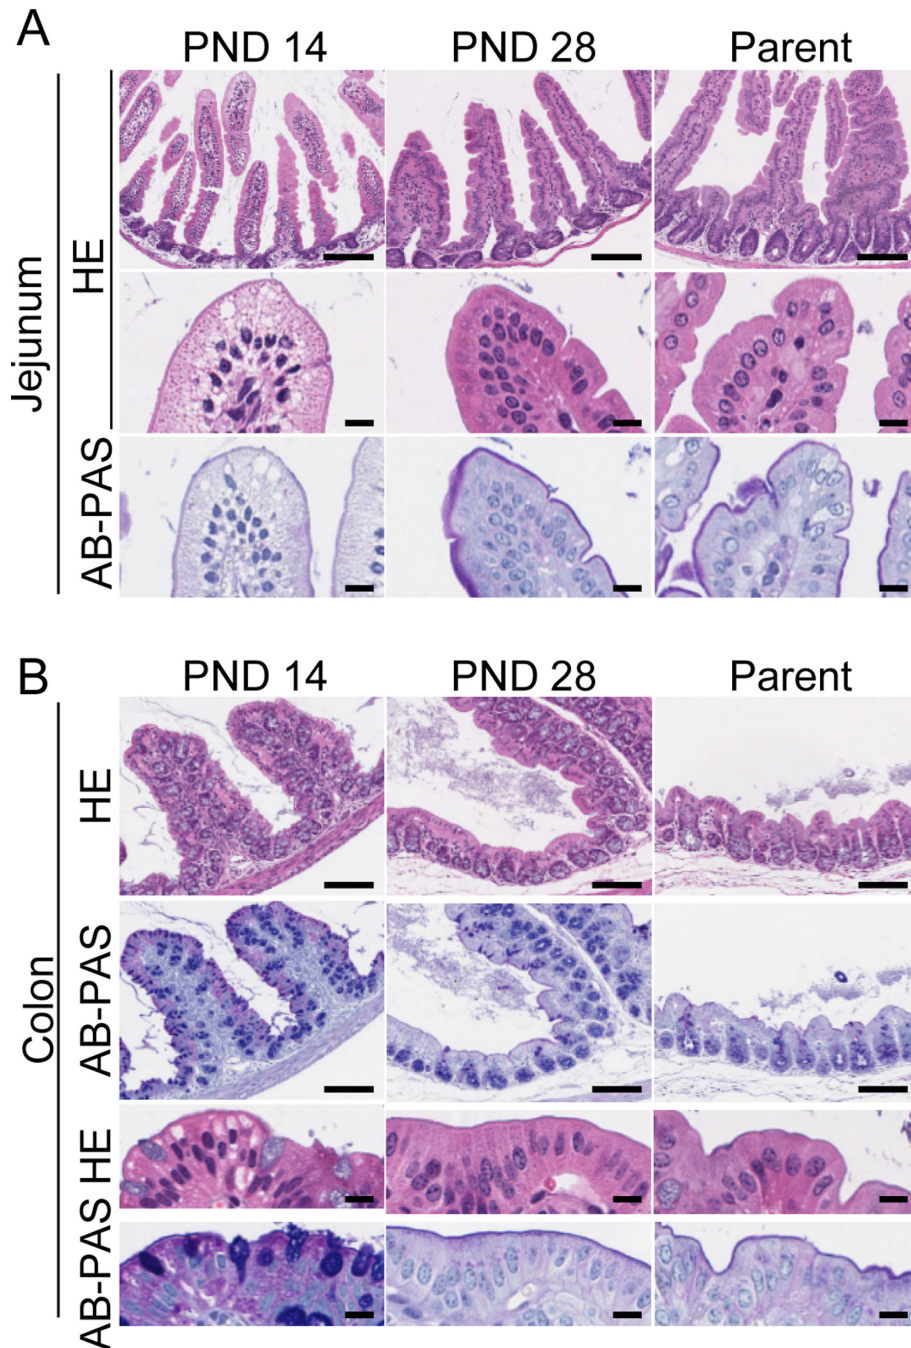 A
PND 14 PND 28 Parent
Jejunum
HE
AB-PAS
B
PND 14 PND 28 Parent
Colon
HE
AB-PAS
HE
AB-PAS